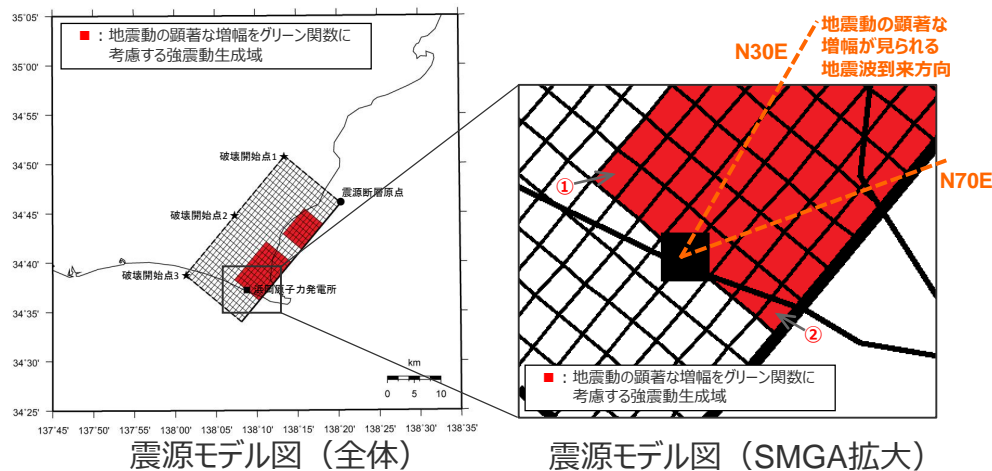 35˚05'
35˚00'
34˚55'
34˚50'
34˚45'
34˚40'
34˚35'
34˚30'
34˚25'
■：地震動の顕著な増幅をグリーン関数に
考慮する強震動生成域
破壊開始点1
震源断層原点
破壊開始点2
破壊開始点3
浜岡原子力発電所
km
0 5 10
137˚45' 137˚50' 137˚55' 138˚00' 138˚05' 138˚10' 138˚15' 138˚20' 138˚25' 138˚30' 138˚35'
震源モデル図（全体）
地震動の顕著な
増幅が見られる
地震波到来方向
N30E
N70E
①
②
■：地震動の顕著な増幅をグリーン関数に
考慮する強震動生成域
震源モデル図（SMGA拡大）